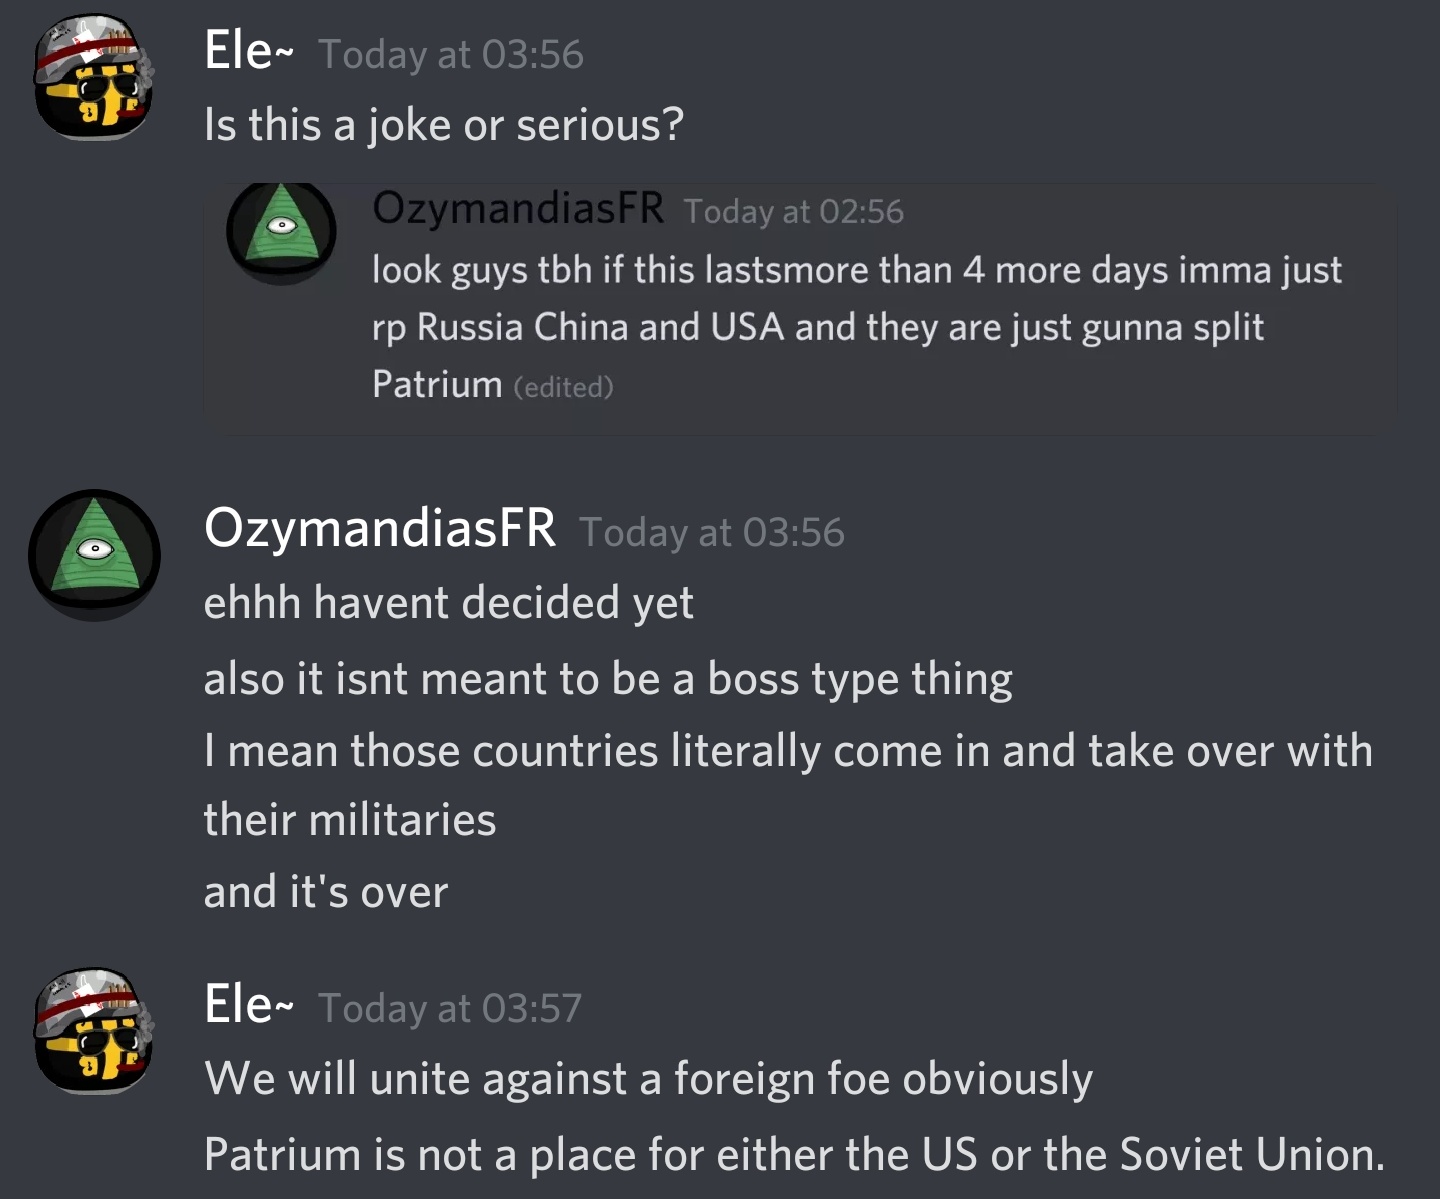 Ele~ Today at 03:56
Is this a joke or serious?
OzymandiasFR Today at 02:56
look guys tbh if this lastsmore than 4 more days imma just
rp Russia China and USA and they are just gunna split
Patrium (edited)
OzymandiasFR Today at 03:56
ehhh havent decided yet
also it isnt meant to be a boss type thing
I mean those countries literally come in and take over with
their militaries
and it's over
Ele~ Today at 03:57
We will unite against a foreign foe obviously
Patrium is not a place for either the US or the Soviet Union.